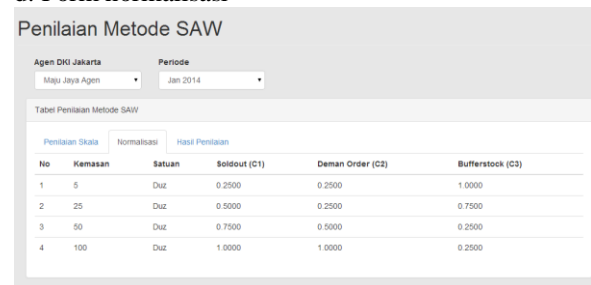 d. Form normalisasi
Penilaian Metode SAW
Agen DKI Jakarta Periode
Maju Jaya Agen Jan 2014
Tabel Penilaian Metode SAW
Penilaian Skala Normalisasi Hasil Penilaian
No Kemasan Satuan Soldout (C1) Deman Order (C2) Bufferstock (C3)
1 5 Duz 0.2500 0.2500 1.0000
2 25 Duz 0.5000 0.2500 0.7500
3 50 Duz 0.7500 0.5000 0.2500
4 100 Duz 1.0000 1.0000 0.2500